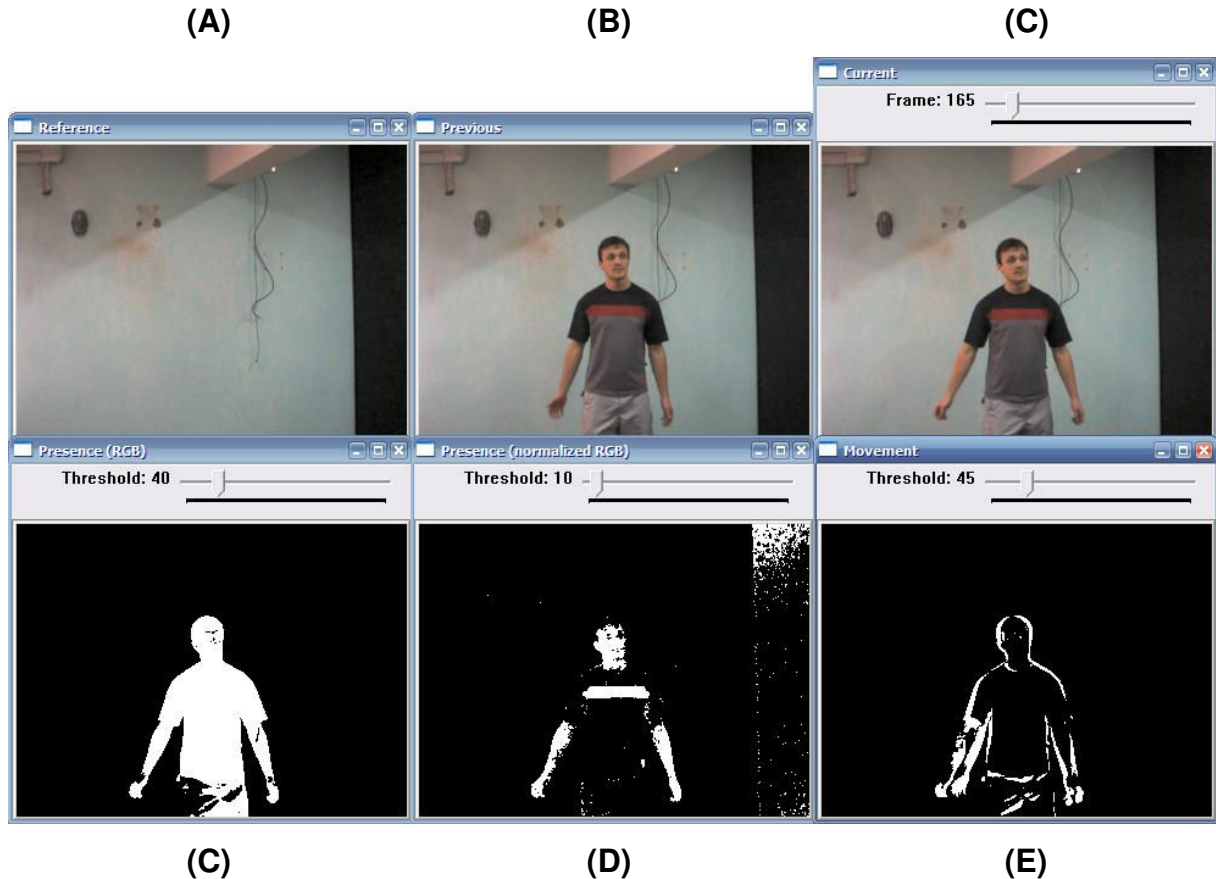 (A) (B) (C)
Current
Frame: 165
Reference
Previous
Presence (RGB)
Threshold: 40
Presence (normalized RGB)
Threshold: 10
Movement
Threshold: 45
(C) (D) (E)